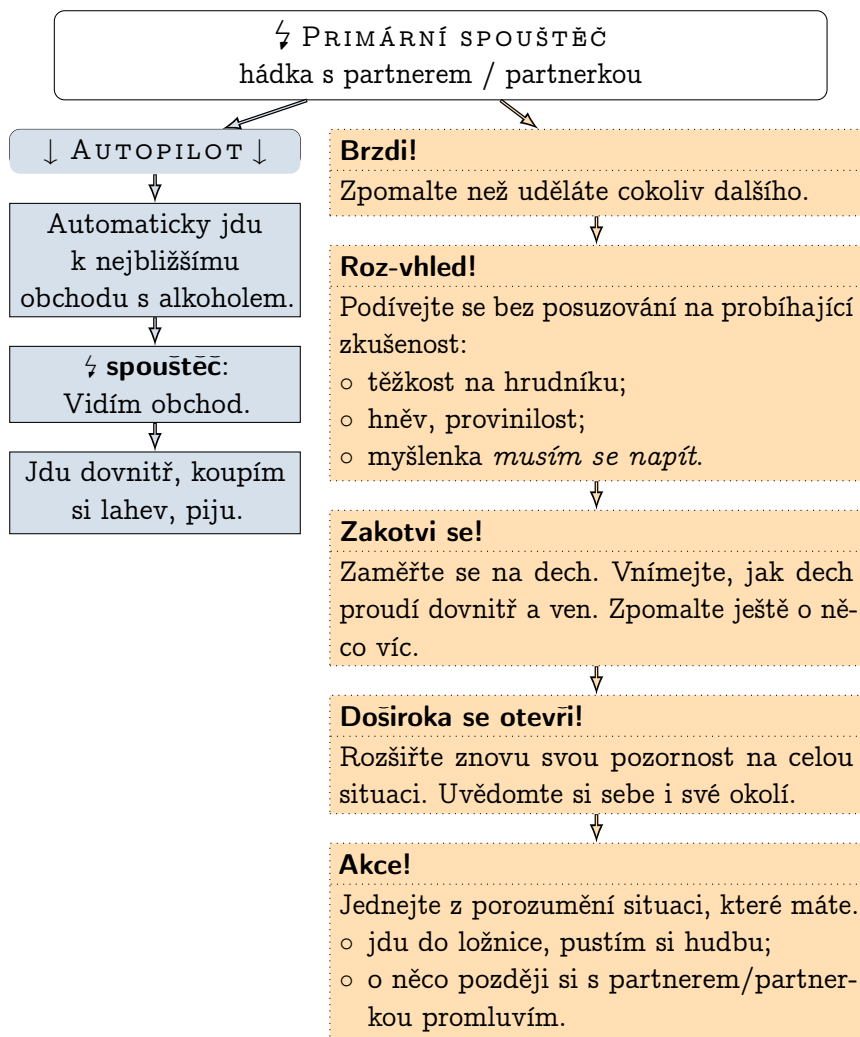 ↯ Primární spouštěč
hádka s partnerem / partnerkou
↓ Autopilot ↓
Automaticky jdu
k nejbližšímu
obchodu s alkoholem.
↯ spouštěč:
Vidím obchod.
Jdu dovnitř, koupím
si lahev, piju.
Brzdi!
Zpomalte než uděláte cokoliv dalšího.
Roz-vhled!
Podívejte se bez posuzování na probíhající
zkušenost:
○ těžkost na hrudníku;
○ hněv, provinilost;
○ myšlenka musím se napít.
Zakotvi se!
Zaměřte se na dech. Vnímejte, jak dech
proudí dovnitř a ven. Zpomalte ještě o ně-
co víc.
Doširoka se otevři!
Rozšiřte znovu svou pozornost na celou
situaci. Uvědomte si sebe i své okolí.
Akce!
Jednejte z porozumění situaci, které máte.
○ jdu do ložnice, pustím si hudbu;
○ o něco později si s partnerem/partner-
kou promluvím.